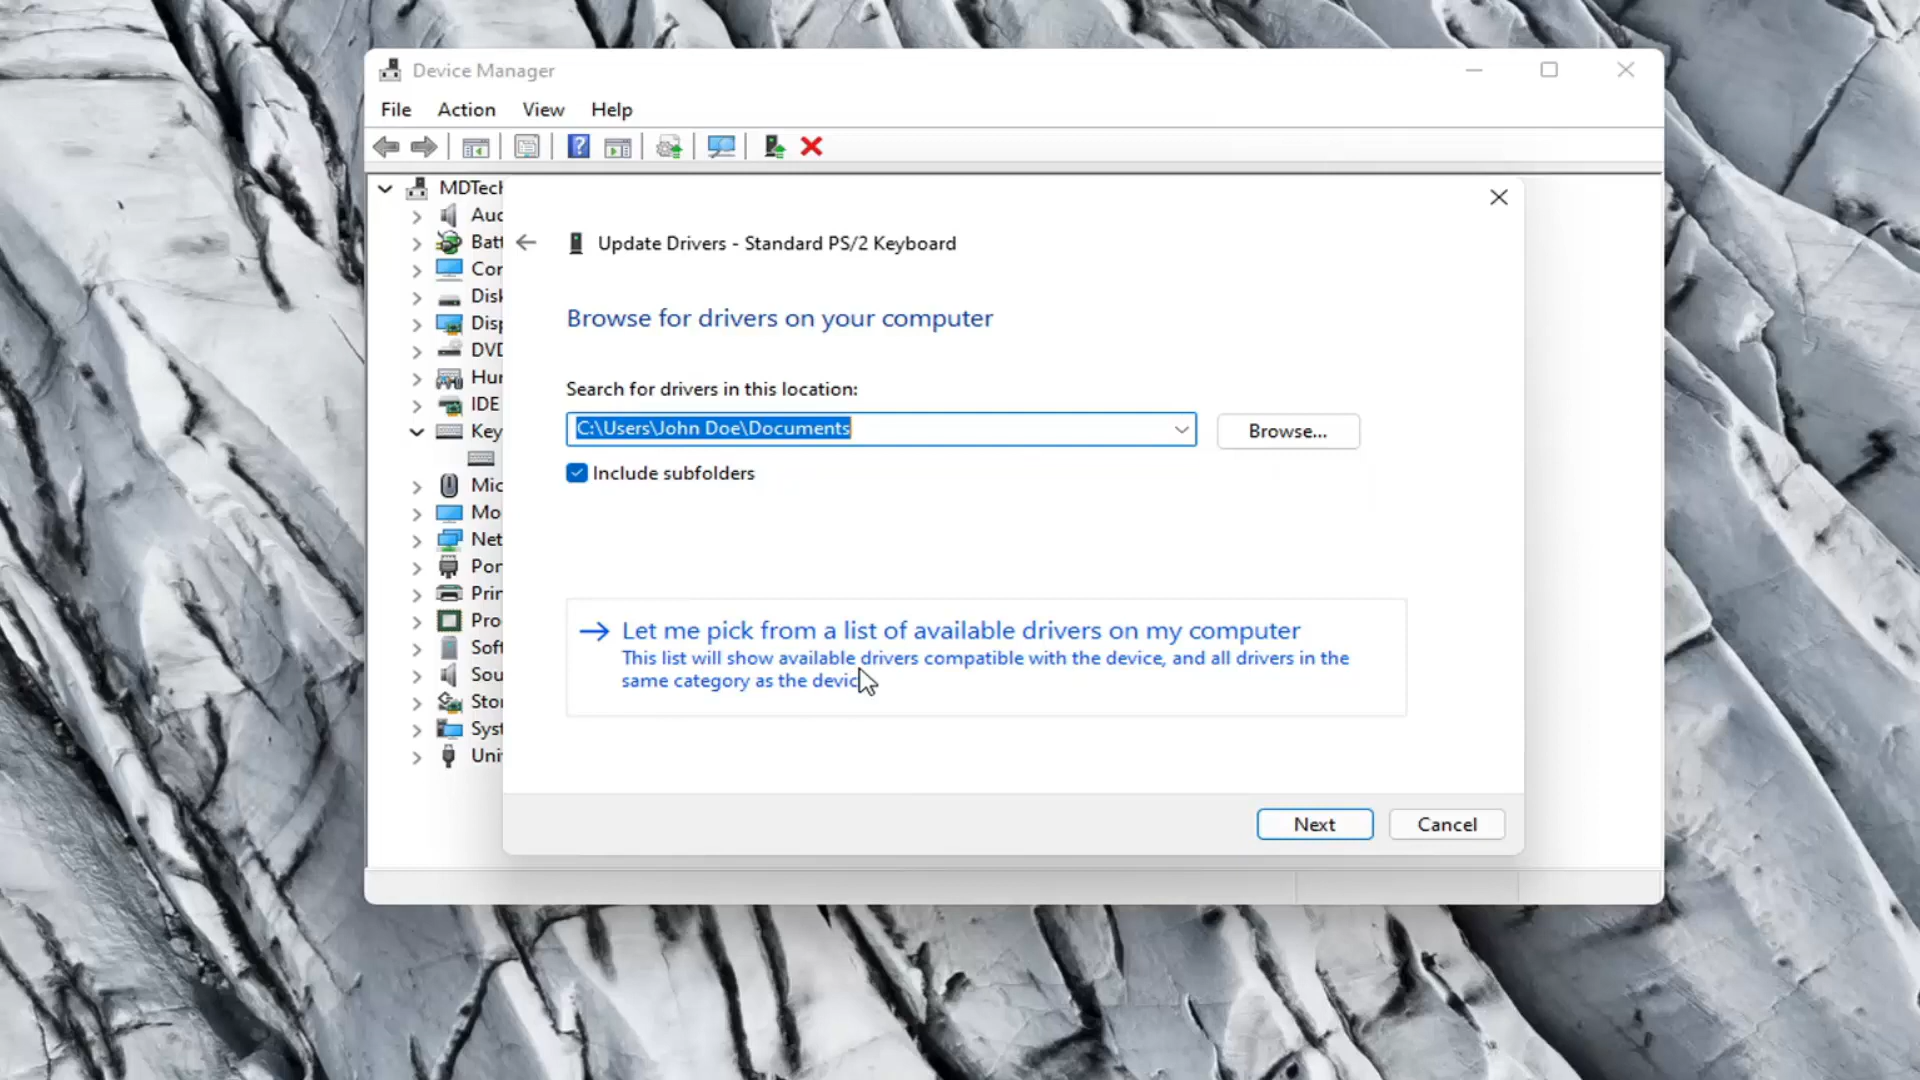 Device Manager
File Action View Help
MDTech
Aud
Batt
Cor
Disk
Disp
DVD
Hur
IDE
Key
Mic
Mo
Net
Por
Prin
Pro
Soft
Sou
Stor
Syst
Uni
Update Drivers - Standard PS/2 Keyboard
Browse for drivers on your computer
Search for drivers in this location:
C:\Users\John Doe\Documents
Browse...
Include subfolders
Let me pick from a list of available drivers on my computer
This list will show available drivers compatible with the device, and all drivers in the
same category as the devic
Next
Cancel